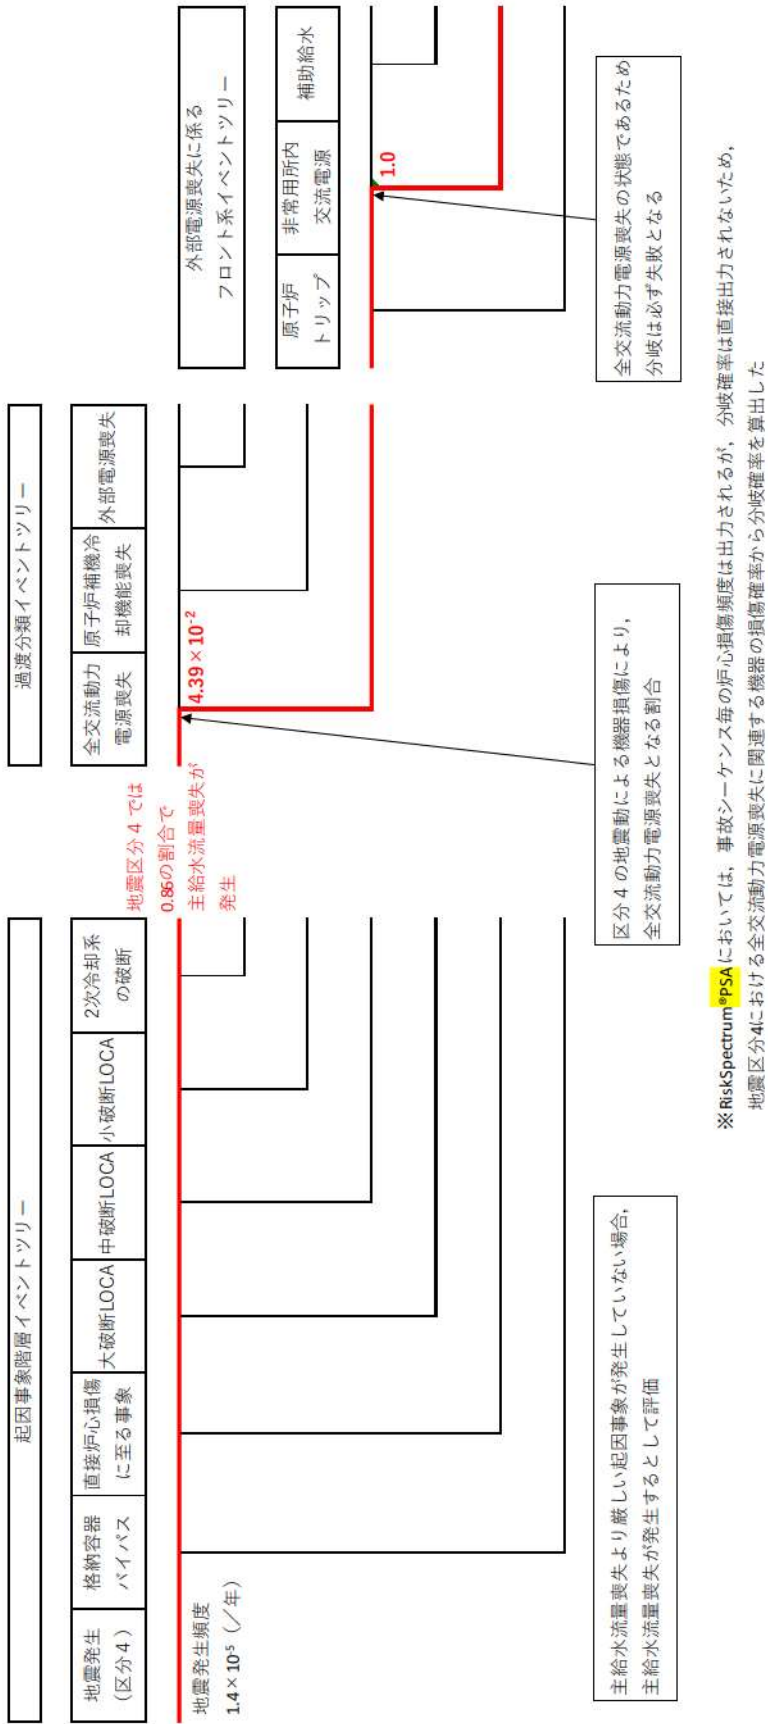 起因事象階層イベントツリー
地震発生
（区分４）
格納容器
バイパス
直接炉心損傷
に至る事象
大破断LOCA
中破断LOCA
小破断LOCA
2次冷却系
の破断
地震発生頻度
1.4×10⁻⁵（／年）
主給水流量喪失より厳しい起因事象が発生していない場合，
主給水流量喪失が発生するとして評価
地震区分４では
0.86の割合で
主給水流量喪失が
発生
過渡分類イベントツリー
全交流動力
電源喪失
原子炉補機冷
却機能喪失
外部電源喪失
4.39×10⁻²
区分４の地震動による機器損傷により，
全交流動力電源喪失となる割合
外部電源喪失に係る
フロント系イベントツリー
原子炉
トリップ
非常用所内
交流電源
補助給水
1.0
全交流動力電源喪失の状態であるため
分岐は必ず失敗となる
※RiskSpectrum®PSAにおいては，事故シーケンス毎の炉心損傷頻度は出力されるが，分岐確率は直接出力されないため，
地震区分4における全交流動力電源喪失に関連する機器の損傷確率から分岐確率を算出した